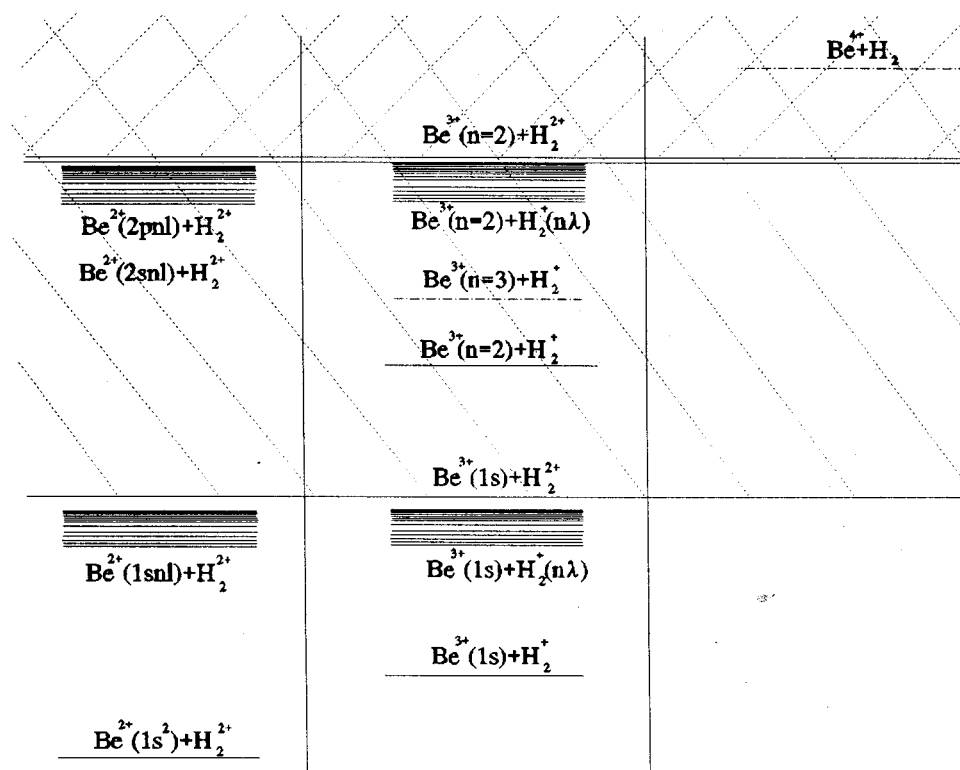 Be⁴⁺+H₂
Be³⁺(n=2)+H₂²⁺
Be²⁺(2pnl)+H₂²⁺
Be³⁺(n=2)+H₂⁺(nλ)
Be²⁺(2snl)+H₂²⁺
Be³⁺(n=3)+H₂⁺
Be³⁺(n=2)+H₂⁺
Be³⁺(1s)+H₂²⁺
Be²⁺(1snl)+H₂²⁺
Be³⁺(1s)+H₂⁺(nλ)
Be³⁺(1s)+H₂⁺
Be²⁺(1s²)+H₂²⁺